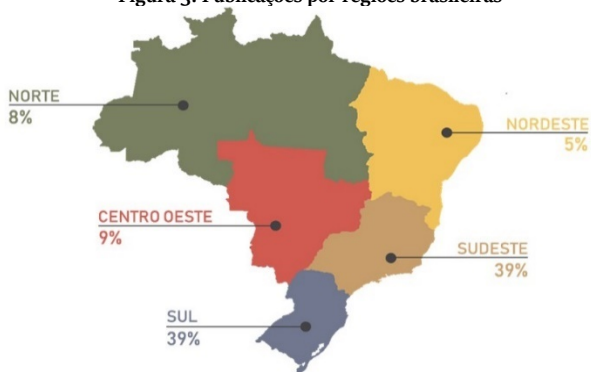 Figura 3. Publicações por regiões brasileiras
NORTE
8%
NORDESTE
5%
CENTRO OESTE
9%
SUDESTE
39%
SUL
39%